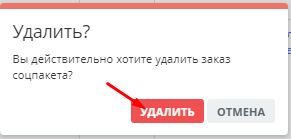 Удалить?
Вы действительно хотите удалить заказ
соцпакета?
УДАЛИТЬ ОТМЕНА